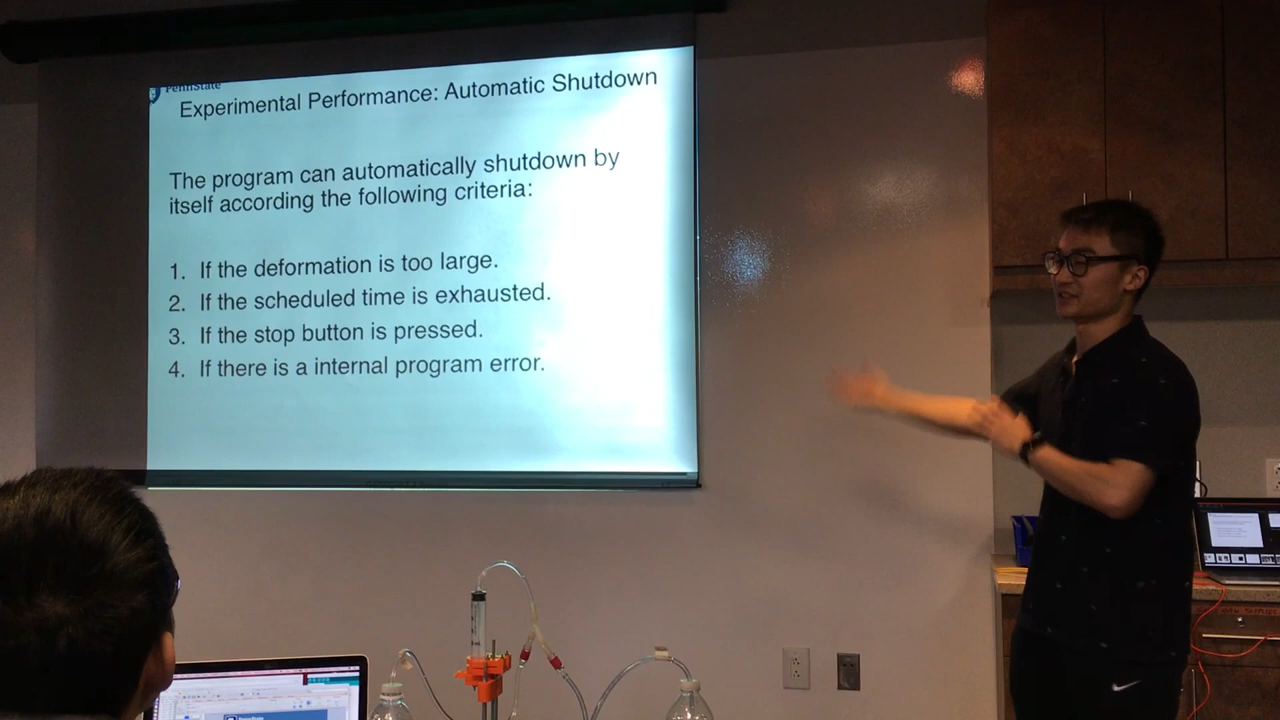 PennState
Experimental Performance: Automatic Shutdown
The program can automatically shutdown by
itself according the following criteria:
1. If the deformation is too large.
2. If the scheduled time is exhausted.
3. If the stop button is pressed.
4. If there is a internal program error.
PennState